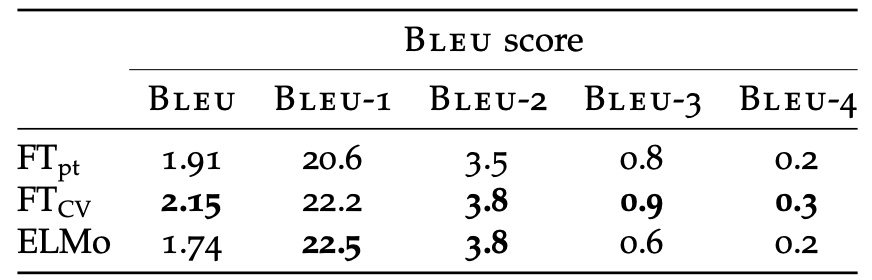 BLEU score
BLEU BLEU-1 BLEU-2 BLEU-3 BLEU-4
FTpt 1.91 20.6 3.5 0.8 0.2
FTCV 2.15 22.2 3.8 0.9 0.3
ELMo 1.74 22.5 3.8 0.6 0.2